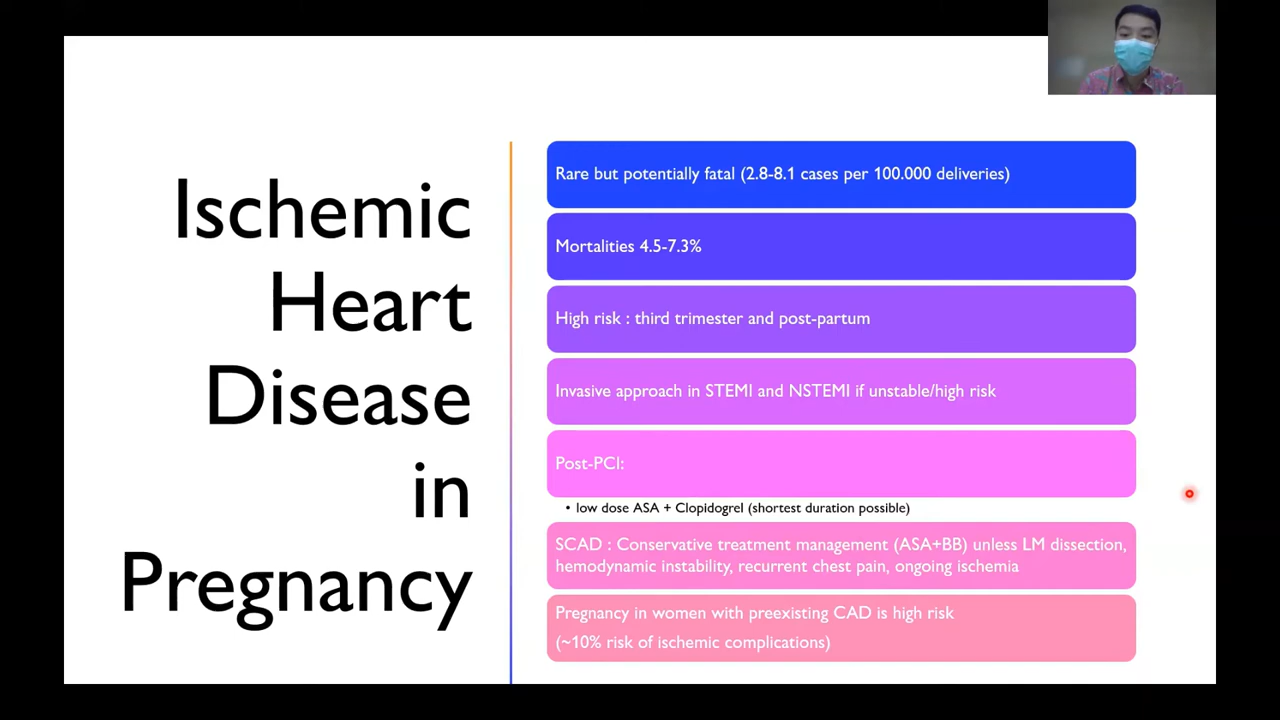 Ischemic
Heart
Disease
in
Pregnancy
Rare but potentially fatal (2.8-8.1 cases per 100.000 deliveries)
Mortalities 4.5-7.3%
High risk : third trimester and post-partum
Invasive approach in STEMI and NSTEMI if unstable/high risk
Post-PCI:
• low dose ASA + Clopidogrel (shortest duration possible)
SCAD : Conservative treatment management (ASA+BB) unless LM dissection,
hemodynamic instability, recurrent chest pain, ongoing ischemia
Pregnancy in women with preexisting CAD is high risk
(~10% risk of ischemic complications)